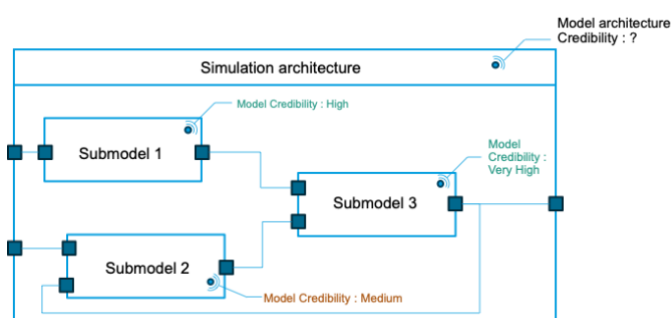 Model architecture
Credibility : ?
Simulation architecture
Model Credibility : High
Submodel 1
Model
Credibility :
Very High
Submodel 3
Submodel 2
Model Credibility : Medium